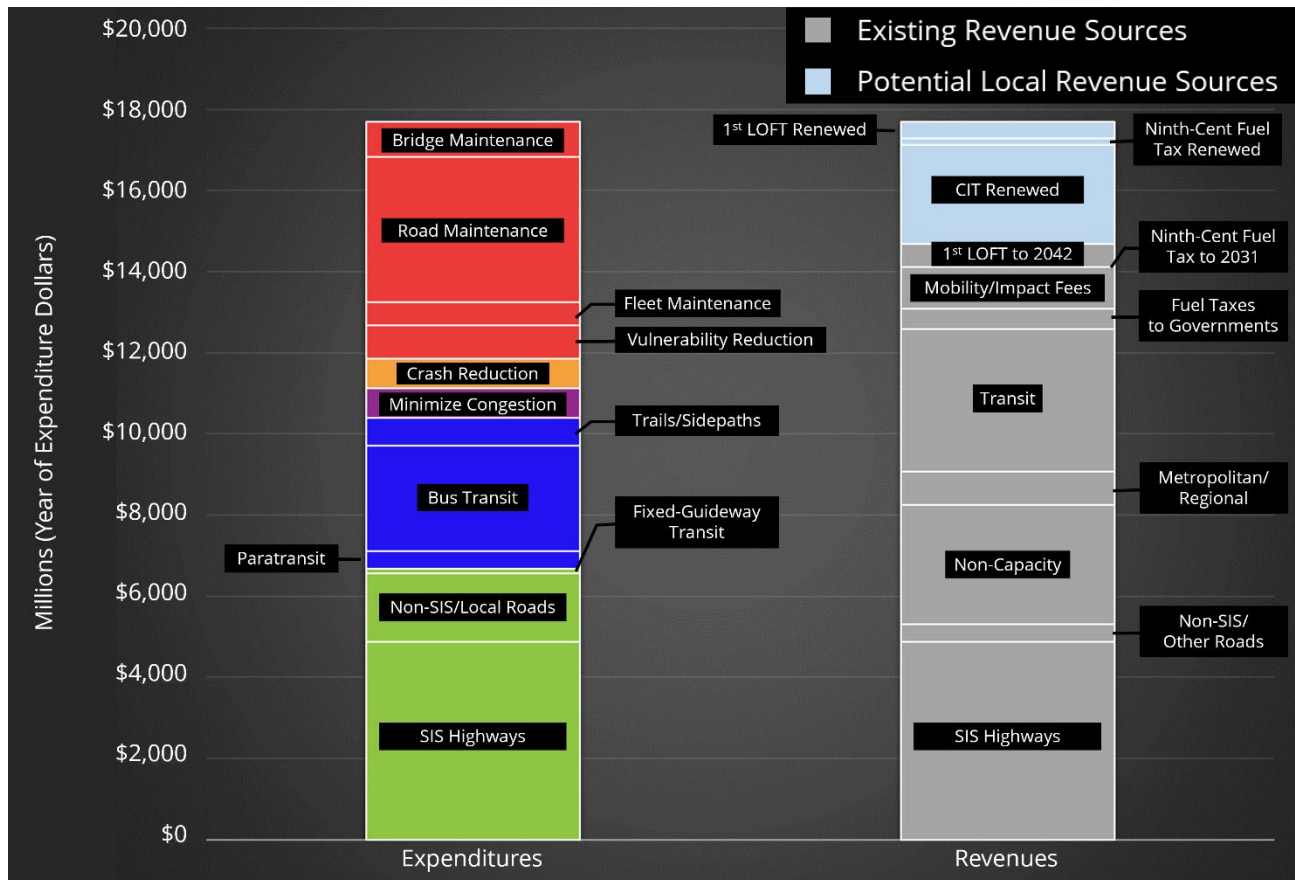 Existing Revenue Sources
Potential Local Revenue Sources
Millions (Year of Expenditure Dollars)
$20,000
$18,000
$16,000
$14,000
$12,000
$10,000
$8,000
$6,000
$4,000
$2,000
$0
Bridge Maintenance
Road Maintenance
Fleet Maintenance
Vulnerability Reduction
Crash Reduction
Minimize Congestion
Trails/Sidepaths
Bus Transit
Fixed-Guideway
Transit
Paratransit
Non-SIS/Local Roads
SIS Highways
Expenditures
1st LOFT Renewed
Ninth-Cent Fuel
Tax Renewed
CIT Renewed
1st LOFT to 2042
Ninth-Cent Fuel
Tax to 2031
Mobility/Impact Fees
Fuel Taxes
to Governments
Transit
Metropolitan/
Regional
Non-Capacity
Non-SIS/
Other Roads
SIS Highways
Revenues